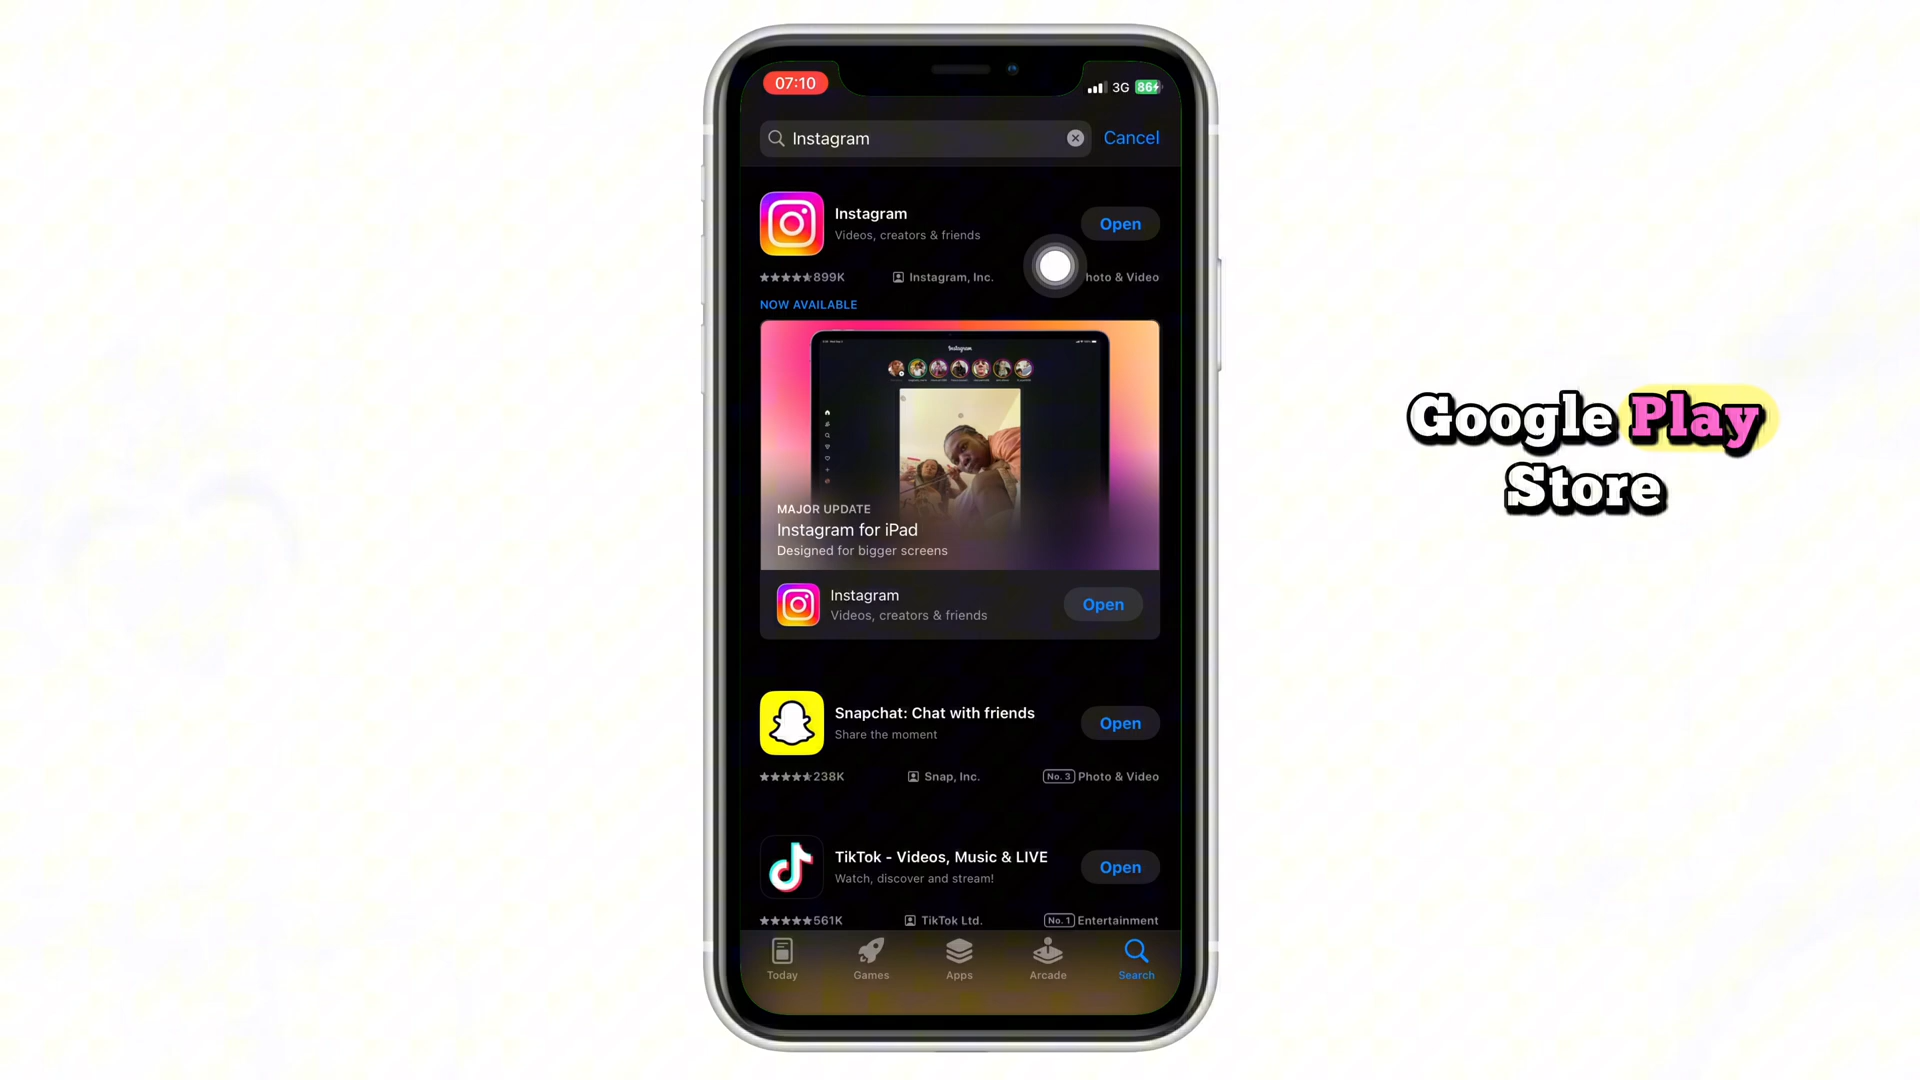 07:10
3G 86
Instagram
Cancel
Instagram
Videos, creators & friends
Open
899K
Instagram, Inc.
hoto & Video
NOW AVAILABLE
Instagram
MAJOR UPDATE
Instagram for iPad
Designed for bigger screens
Instagram
Videos, creators & friends
Open
Snapchat: Chat with friends
Share the moment
Open
238K
Snap, Inc.
No. 3 Photo & Video
TikTok - Videos, Music & LIVE
Watch, discover and stream!
Open
561K
TikTok Ltd.
No. 1 Entertainment
Today
Games
Apps
Arcade
Search
Google Play
Store